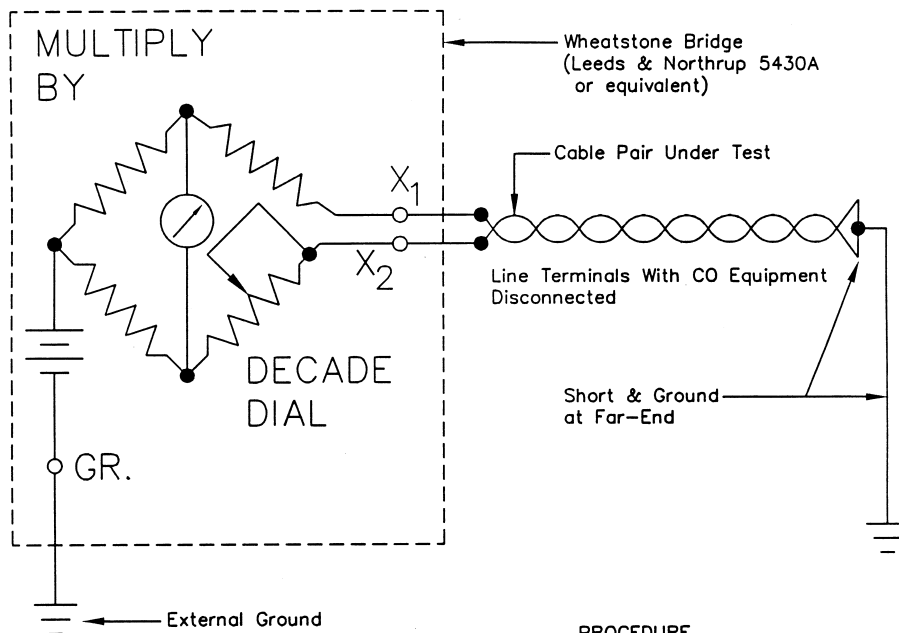 MULTIPLY
BY
Wheatstone Bridge
(Leeds & Northrup 5430A
or equivalent)
Cable Pair Under Test
X1
X2
Line Terminals With CO Equipment
Disconnected
DECADE
DIAL
Short & Ground
at Far-End
GR.
External Ground
PROCEDURE